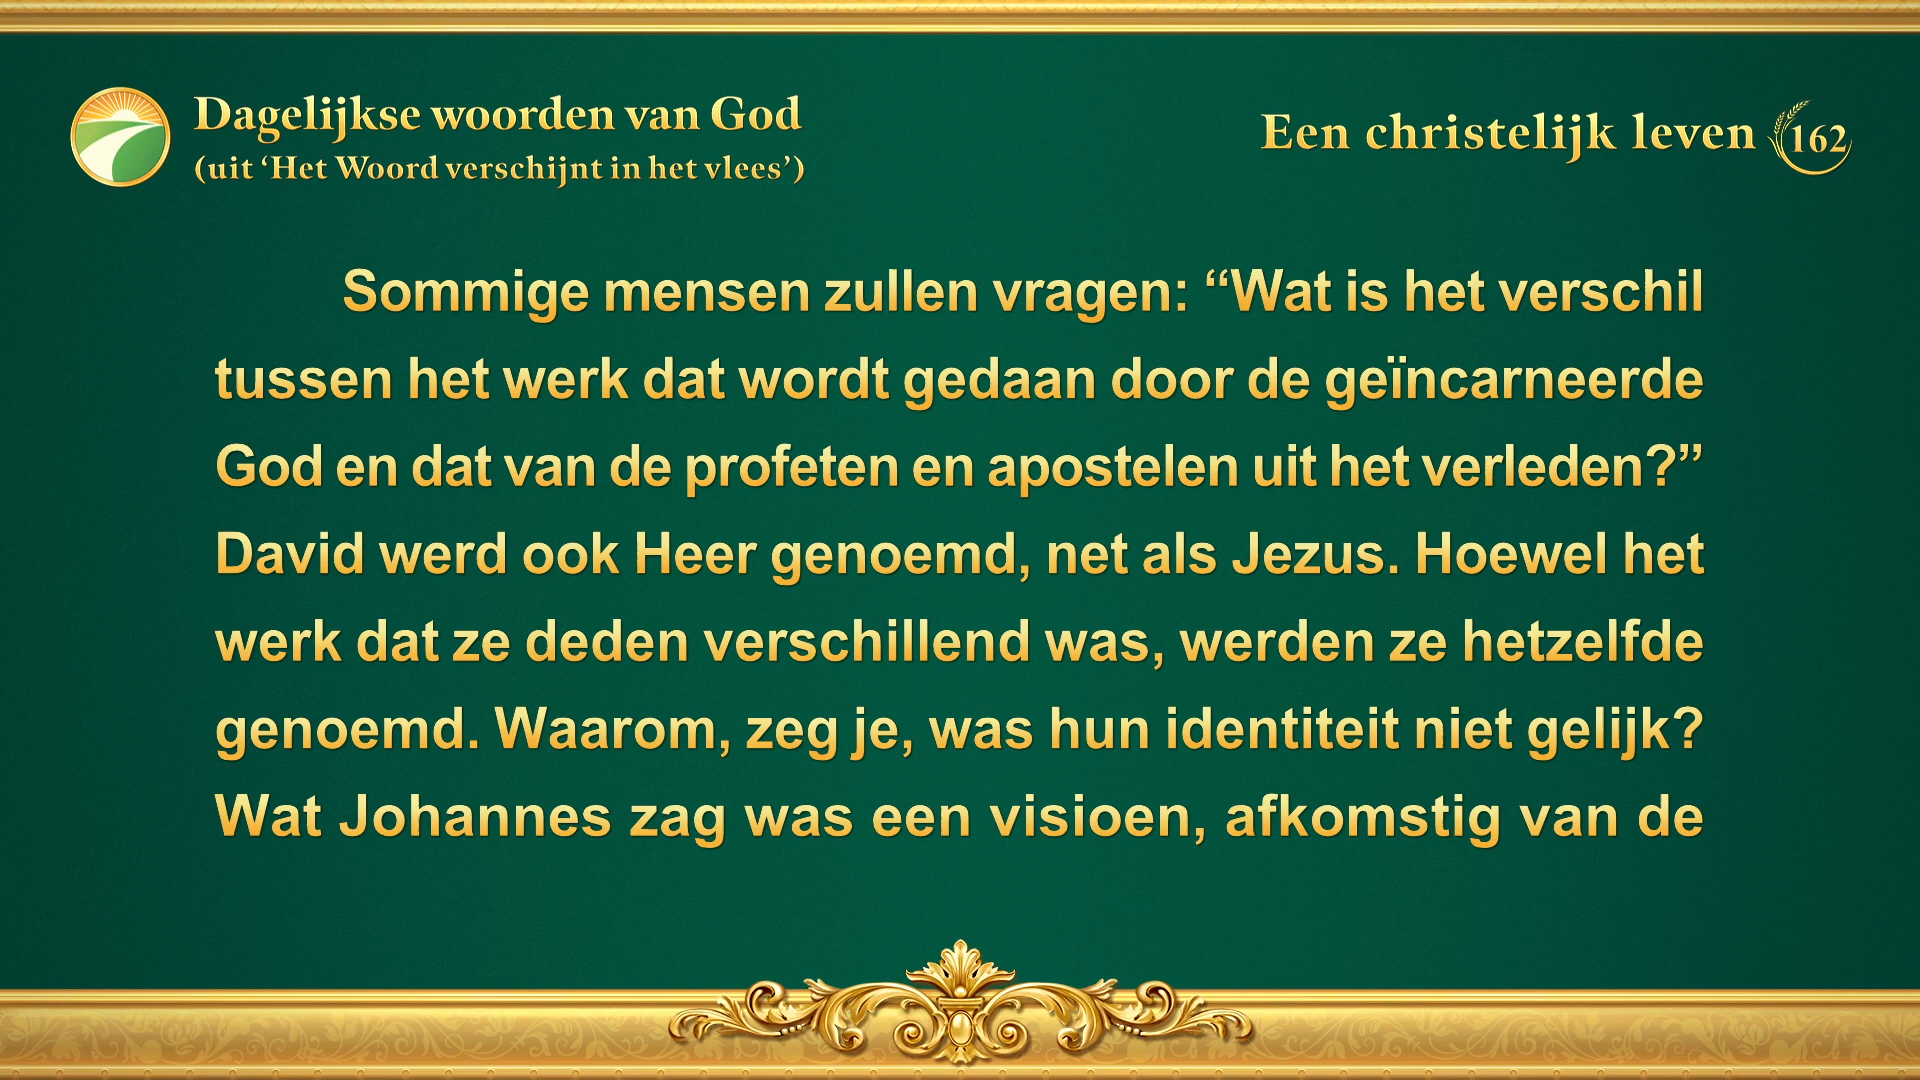 Dagelijkse woorden van God
(uit ‘Het Woord verschijnt in het vlees’)
Een christelijk leven 162
Sommige mensen zullen vragen: “Wat is het verschil
tussen het werk dat wordt gedaan door de geïncarneerde
God en dat van de profeten en apostelen uit het verleden?”
David werd ook Heer genoemd, net als Jezus. Hoewel het
werk dat ze deden verschillend was, werden ze hetzelfde
genoemd. Waarom, zeg je, was hun identiteit niet gelijk?
Wat Johannes zag was een visioen, afkomstig van de